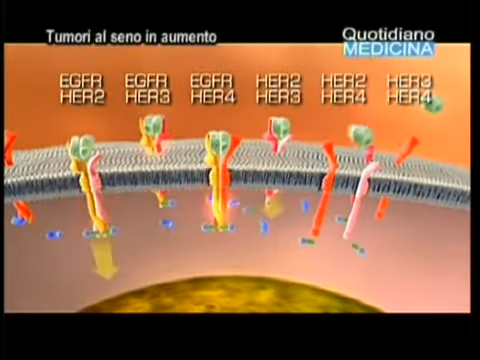 Tumori al seno in aumento
Quotidiano
MEDICINA
EGFR EGFR EGFR HER2 HER2 HER3
HER2 HER3 HER4 HER3 HER4 HER4